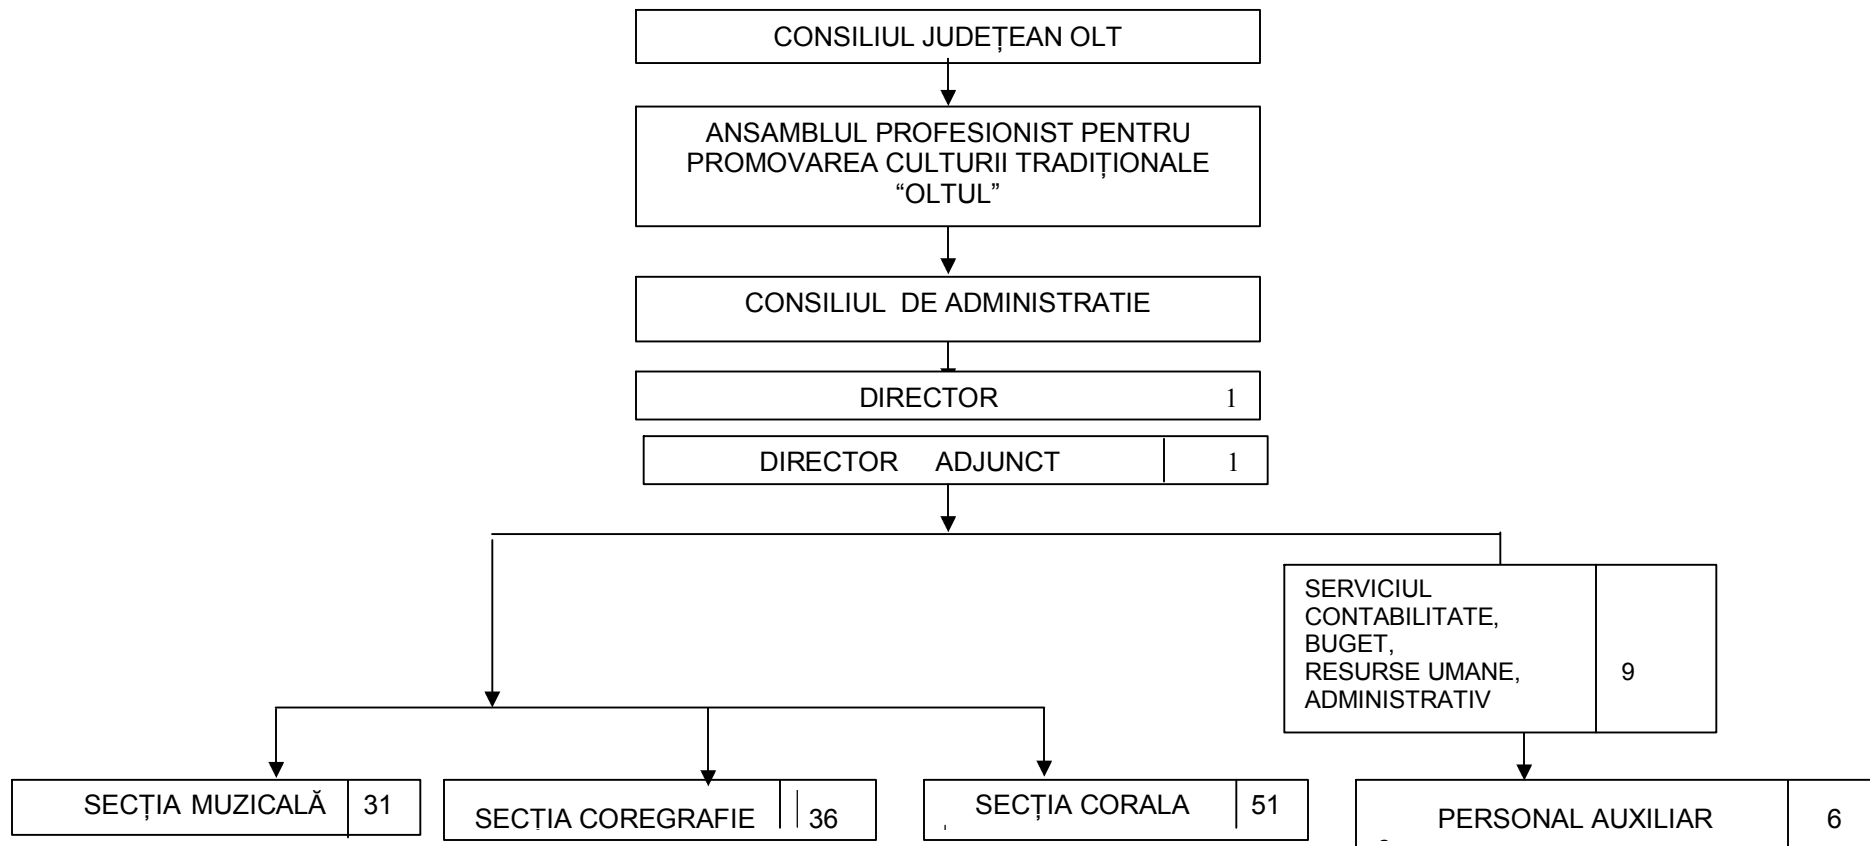 CONSILIUL JUDEȚEAN OLT
ANSAMBLUL PROFESIONIST PENTRU
PROMOVAREA CULTURII TRADIȚIONALE
“OLTUL”
CONSILIUL DE ADMINISTRATIE
DIRECTOR 1
DIRECTOR ADJUNCT 1
SERVICIUL
CONTABILITATE,
BUGET,
RESURSE UMANE, 9
ADMINISTRATIV
SECȚIA MUZICALĂ 31
SECȚIA COREGRAFIE 36
SECȚIA CORALA 51
PERSONAL AUXILIAR 6